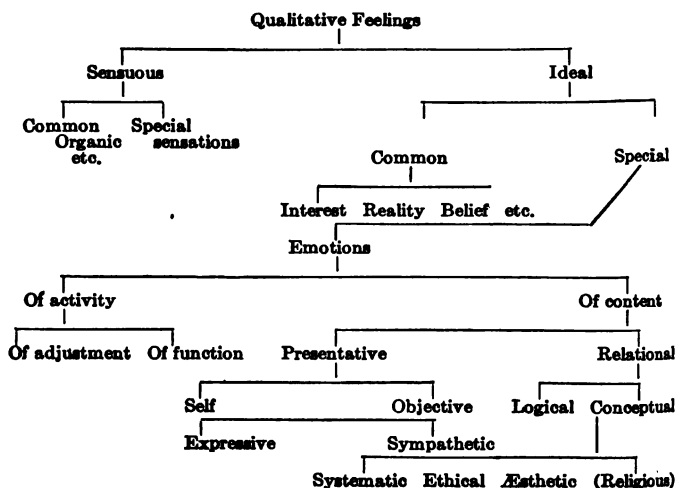 Qualitative Feelings
Sensuous Ideal
Common Special
Organic sensations
etc.
Common Special
Interest Reality Belief etc.
Emotions
Of activity Of content
Of adjustment Of function Presentative Relational
Self Objective Logical Conceptual
Expressive Sympathetic
Systematic Ethical Æsthetic (Religious)